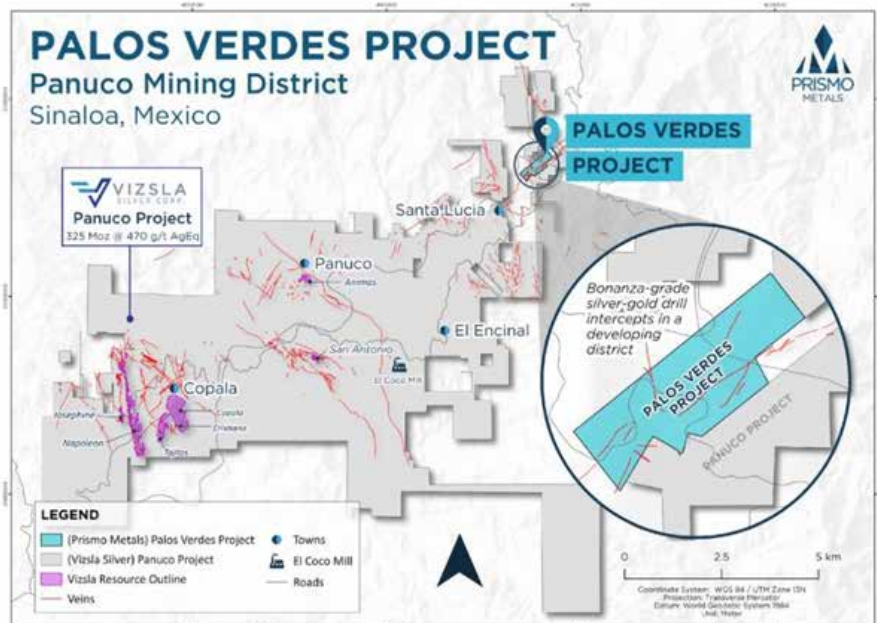 PALOS VERDES PROJECT
Panuco Mining District
Sinaloa, Mexico
PRISMO
METALS
PALOS VERDES
PROJECT
VIZSLA
SILVER CORP.
Panuco Project
325 Moz @ 470 g/t AgEq
Santa Lucia
Panuco
Animas
El Encinal
San Antonio
El Coco Mill
Copala
Josephine
Copala
Cristiano
Napoleon
Tajitos
Bonanza-grade
silver-gold drill
intercepts in a
developing
district
PALOS VERDES
PROJECT
PANUCO PROJECT
LEGEND
(Prismo Metals) Palos Verdes Project
Towns
(Vizsla Silver) Panuco Project
El Coco Mill
Vizsla Resource Outline
Roads
Veins
0 2.5 5 km
Coordinate System: WGS 84 / UTM Zone 13N
Projection: Transverse Mercator
Datum: World Geodetic System 1984
Unit: Meter